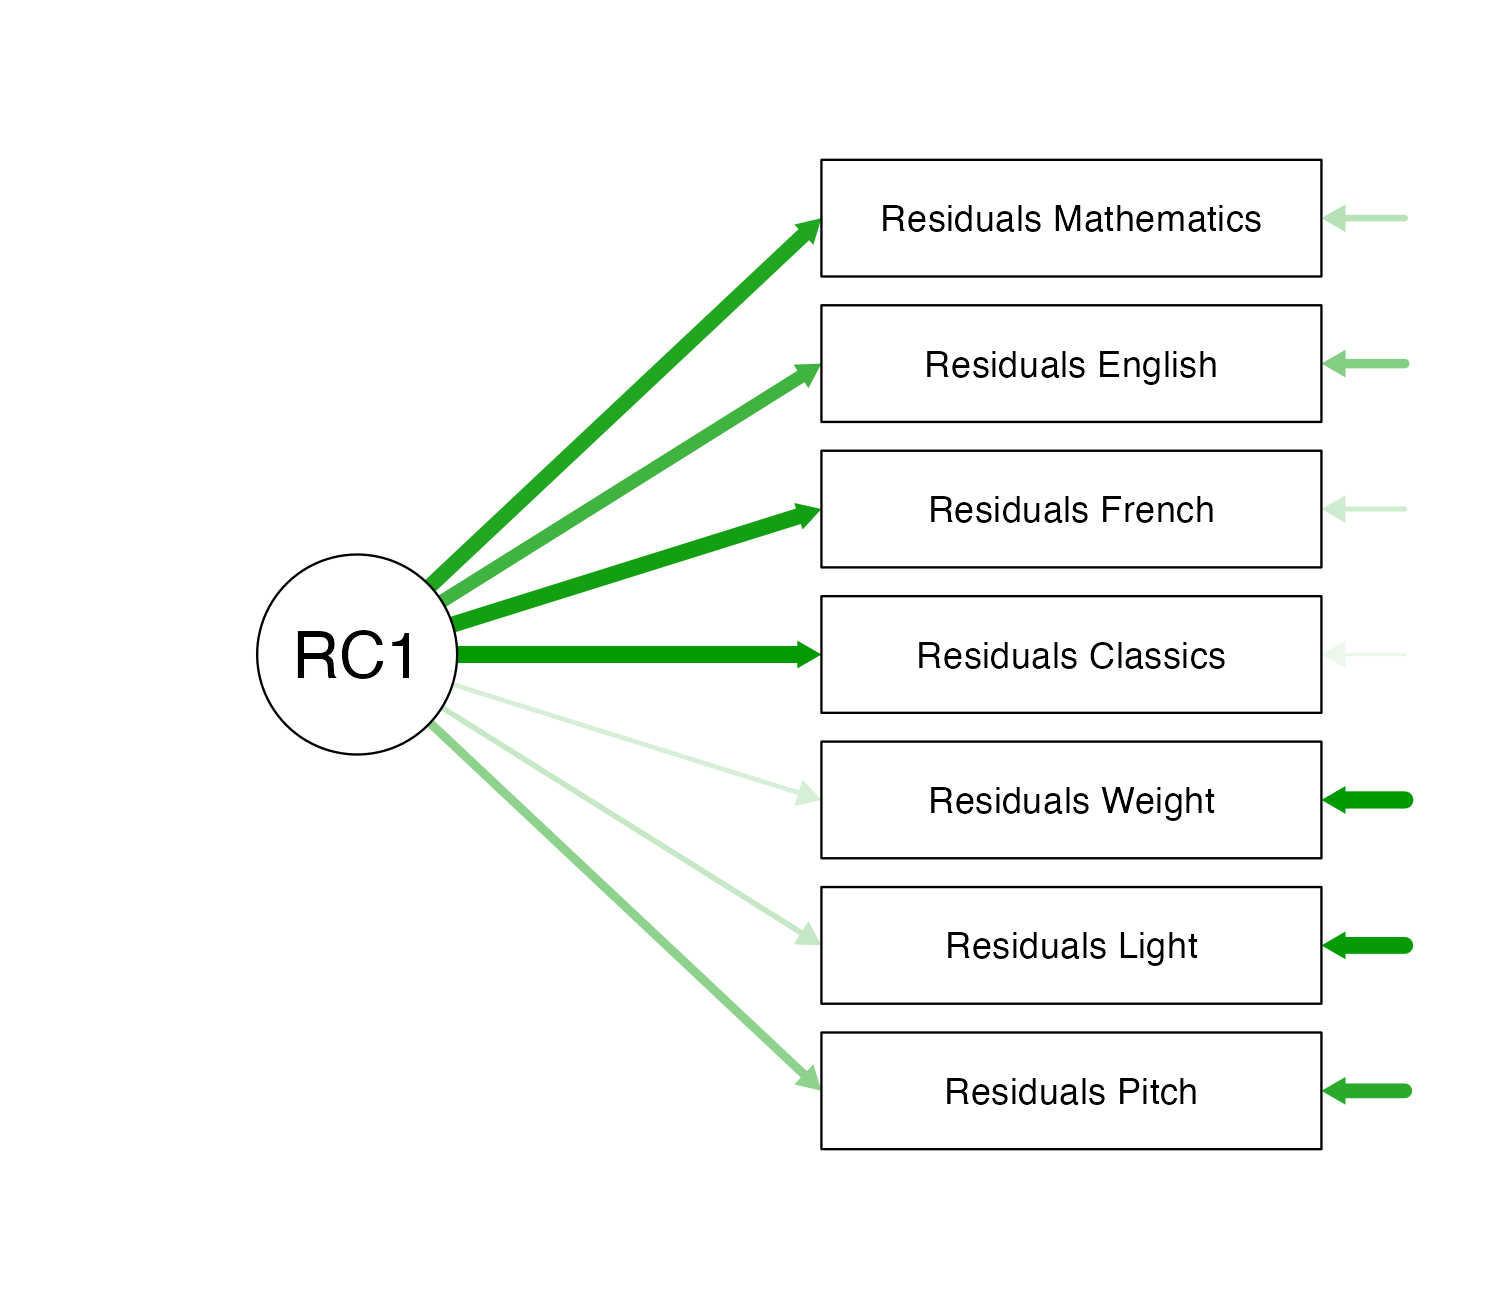 Residuals Mathematics
Residuals English
Residuals French
RC1
Residuals Classics
Residuals Weight
Residuals Light
Residuals Pitch